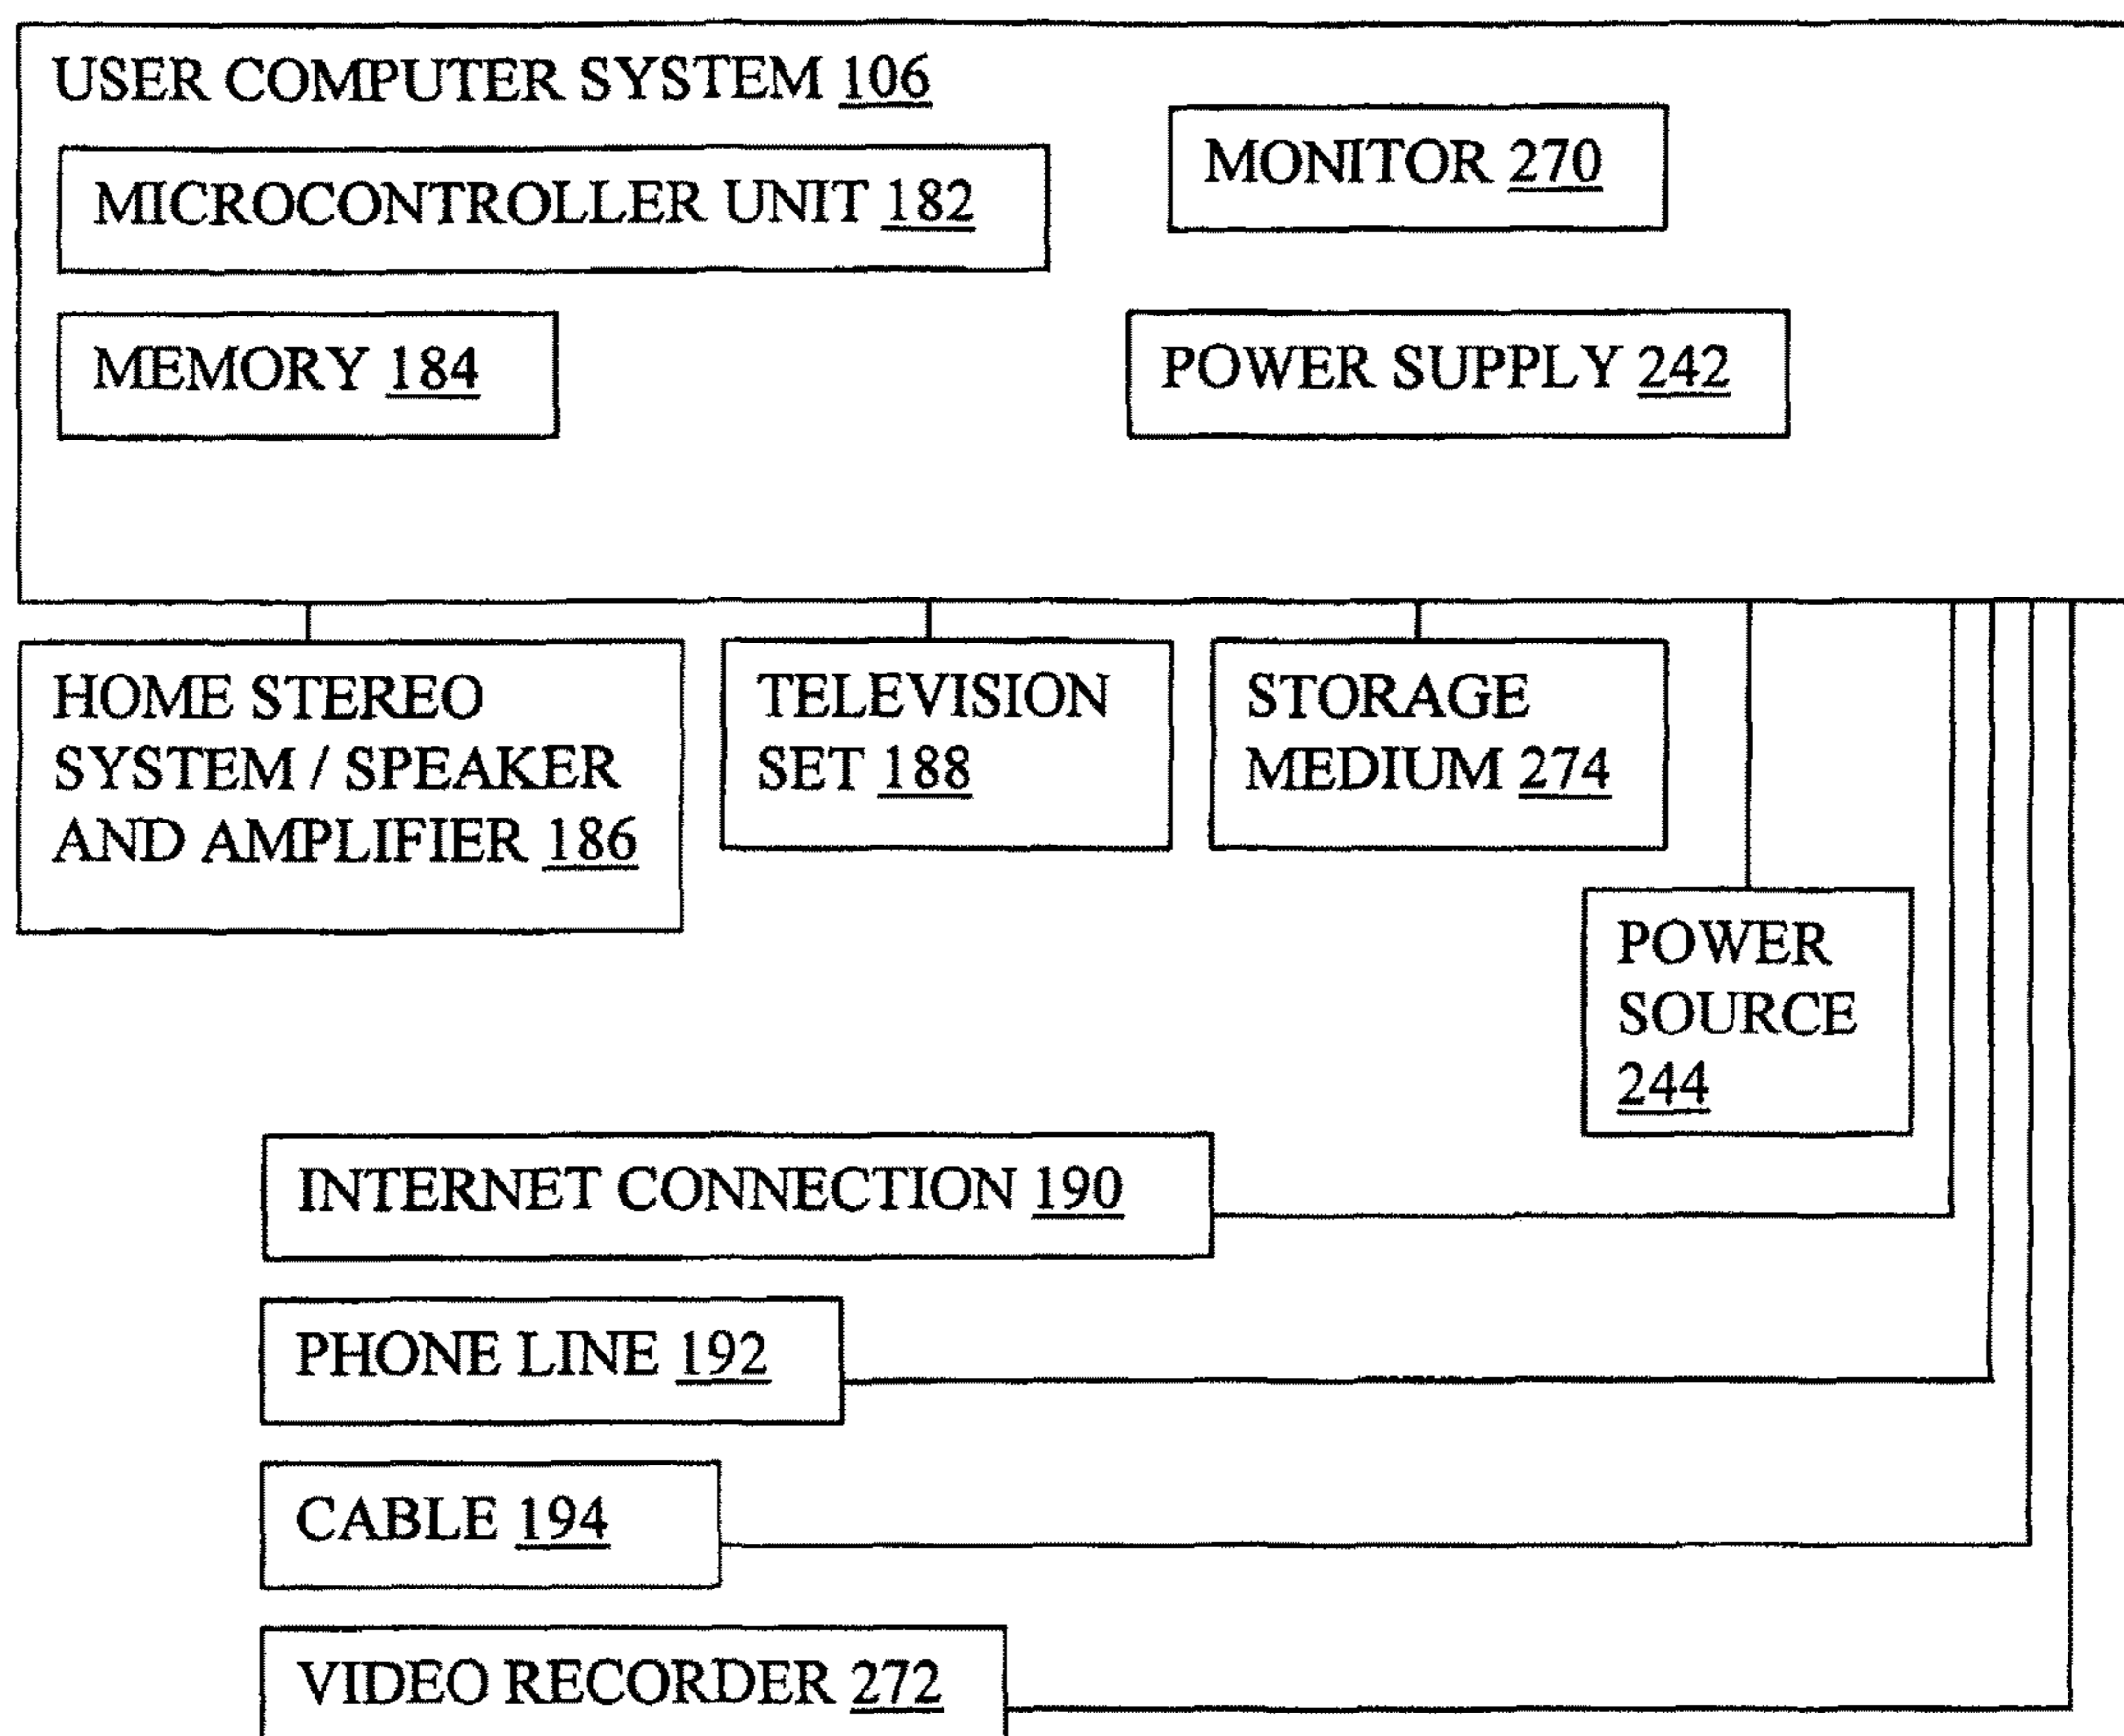 USER COMPUTER SYSTEM 106
MICROCONTROLLER UNIT 182
MONITOR 270
MEMORY 184
POWER SUPPLY 242
HOME STEREO
SYSTEM / SPEAKER
AND AMPLIFIER 186
TELEVISION
SET 188
STORAGE
MEDIUM 274
POWER
SOURCE
244
INTERNET CONNECTION 190
PHONE LINE 192
CABLE 194
VIDEO RECORDER 272